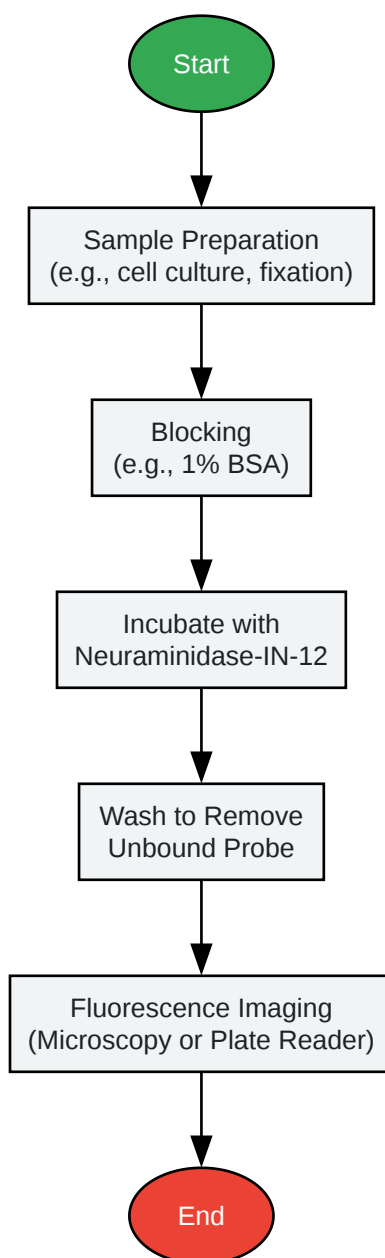 Start
Sample Preparation
(e.g., cell culture, fixation)
Blocking
(e.g., 1% BSA)
Incubate with
Neuraminidase-IN-12
Wash to Remove
Unbound Probe
Fluorescence Imaging
(Microscopy or Plate Reader)
End